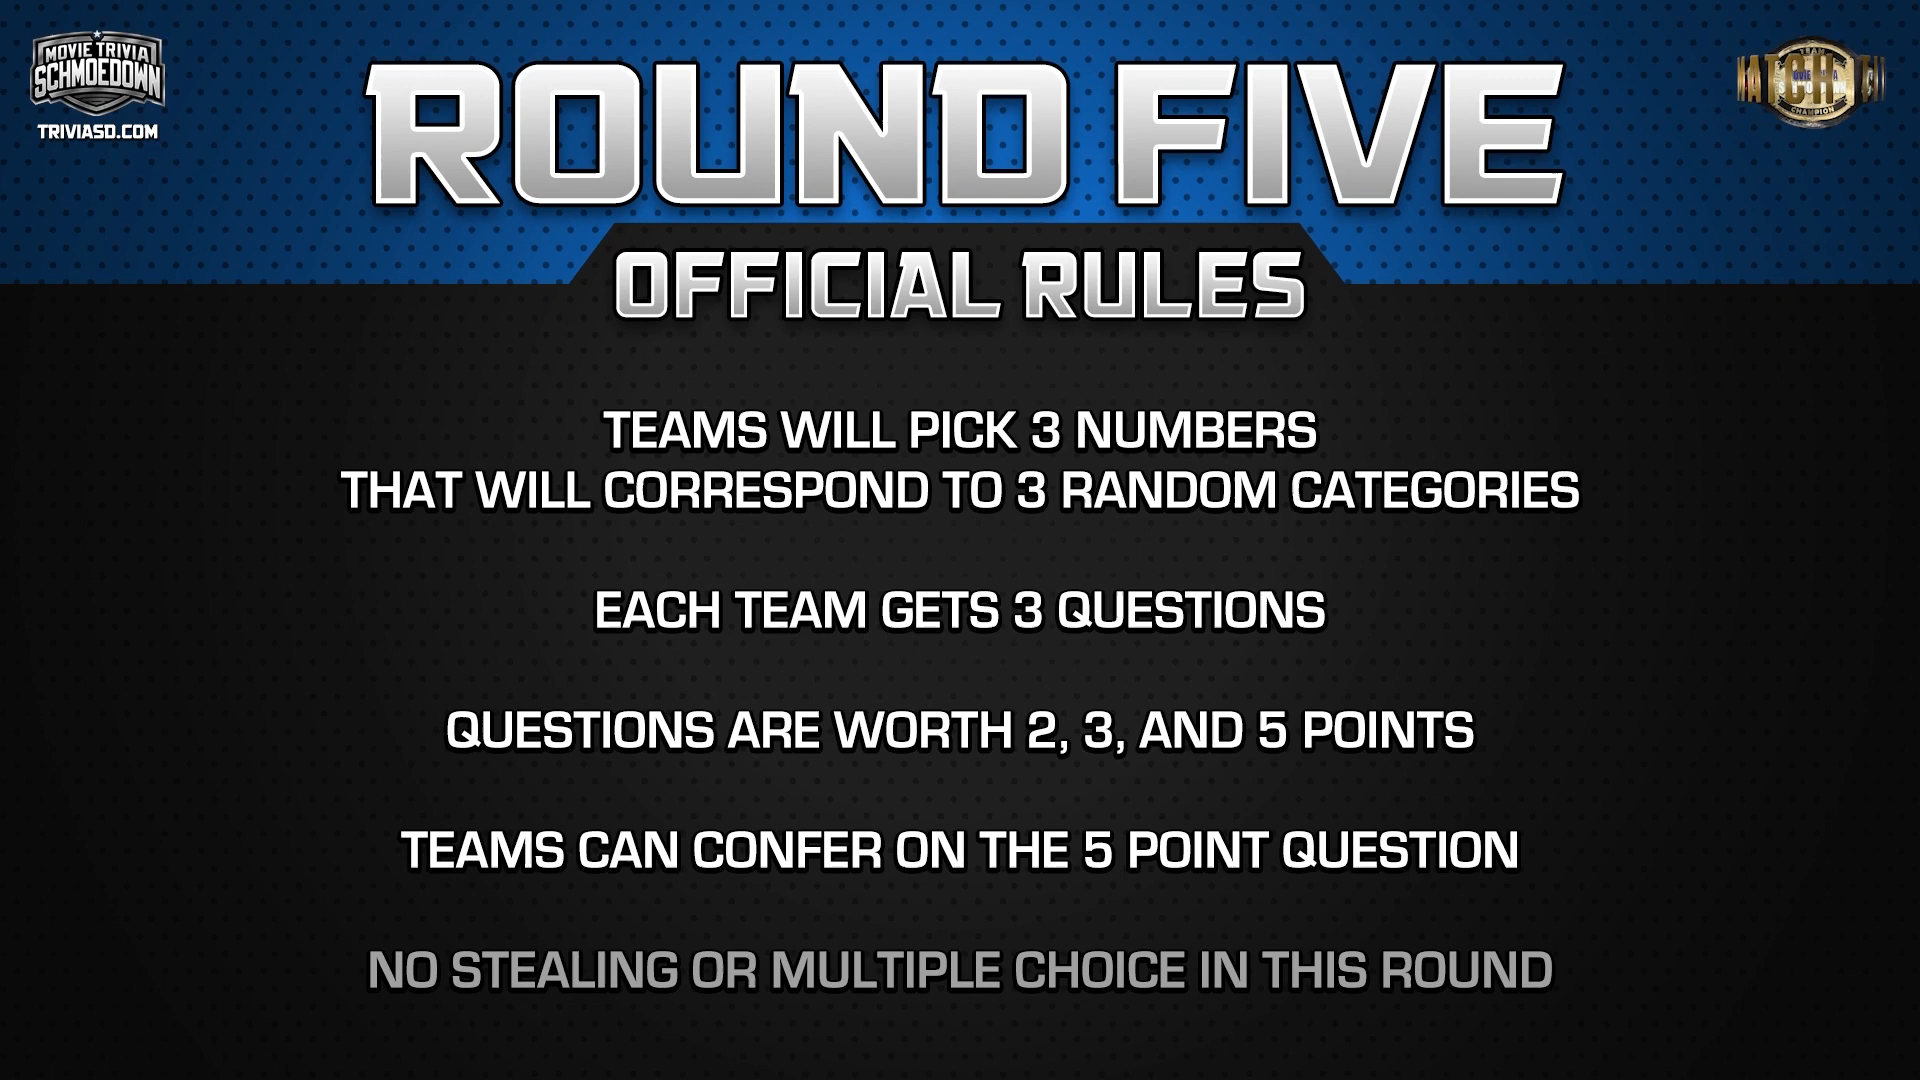 MOVIE TRIVIA
SCHMOEDOWN
TRIVIASD.COM
ROUND FIVE
OFFICIAL RULES
TEAMS WILL PICK 3 NUMBERS
THAT WILL CORRESPOND TO 3 RANDOM CATEGORIES
EACH TEAM GETS 3 QUESTIONS
QUESTIONS ARE WORTH 2, 3, AND 5 POINTS
TEAMS CAN CONFER ON THE 5 POINT QUESTION
NO STEALING OR MULTIPLE CHOICE IN THIS ROUND
TEAM
CHAMPION